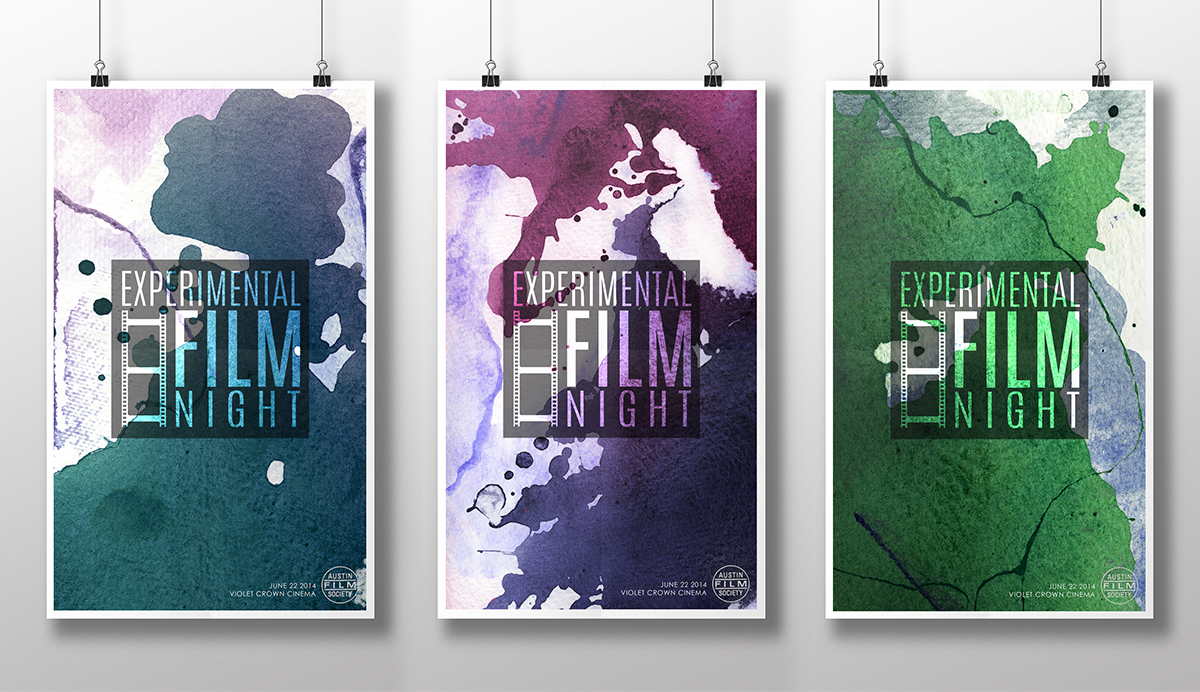 EXPERIMENTAL
FILM
NIGHT
JUNE 22 2014
VIOLET CROWN CINEMA
AUSTIN
FILM
SOCIETY
EXPERIMENTAL
FILM
NIGHT
JUNE 22 2014
VIOLET CROWN CINEMA
AUSTIN
FILM
SOCIETY
EXPERIMENTAL
FILM
NIGHT
JUNE 22 2014
VIOLET CROWN CINEMA
AUSTIN
FILM
SOCIETY